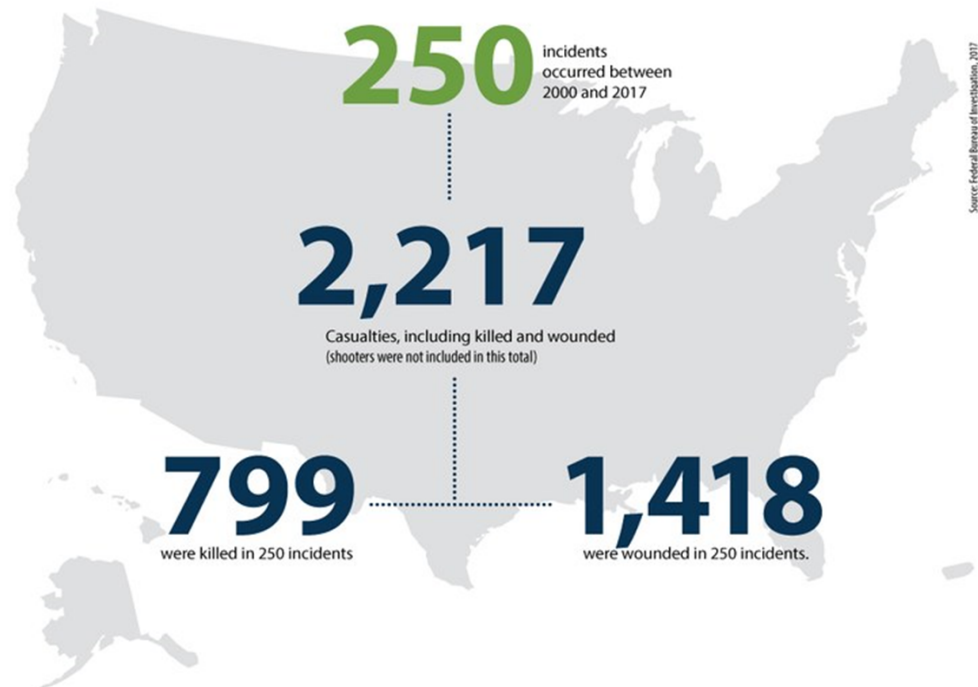 250
incidents
occurred between
2000 and 2017
2,217
Casualties, including killed and wounded
(shooters were not included in this total)
799
were killed in 250 incidents
1,418
were wounded in 250 incidents.
Source: Federal Bureau of Investigation, 2017